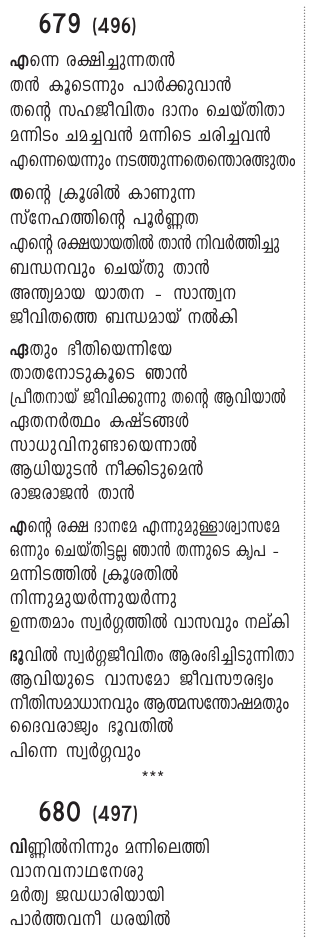 679 (496)
എന്നെ രക്ഷിച്ചുന്നതൻ
തൻ കൂടെന്നും പാർക്കുവാൻ
തന്റെ സഹജീവിതം ദാനം ചെയ്തിതാ
മന്നിടം ചമച്ചവൻ മന്നിടെ ചരിച്ചവൻ
എന്നെയെന്നും നടത്തുന്നതെന്തൊരത്ഭുതം
തന്റെ ക്രൂശിൽ കാണുന്ന
സ്നേഹത്തിന്റെ പൂർണ്ണത
എന്റെ രക്ഷയായതിൽ താൻ നിവർത്തിച്ചു
ബന്ധനവും ചെയ്തു താൻ
അന്ത്യമായ യാതന - സാന്ത്വന
ജീവിതത്തെ ബന്ധമായ് നൽകി
ഏതും ഭീതിയെന്നിയേ
താതനോടുകൂടെ ഞാൻ
പ്രീതനായ് ജീവിക്കുന്നു തന്റെ ആവിയാൽ
ഏതനർത്ഥം കഷ്ടങ്ങൾ
സാധുവിനുണ്ടായെന്നാൽ
ആധിയുടൻ നീക്കിടുമെൻ
രാജരാജൻ താൻ
എന്റെ രക്ഷ ദാനമേ എന്നുമുള്ളാശ്വാസമേ
ഒന്നും ചെയ്തിട്ടല്ല ഞാൻ തന്നുടെ കൃപ -
മന്നിടത്തിൽ ക്രൂശതിൽ
നിന്നുമുയർന്നുയർന്നു
ഉന്നതമാം സ്വർഗ്ഗത്തിൽ വാസവും നല്കി
ഭൂവിൽ സ്വർഗ്ഗജീവിതം ആരംഭിച്ചിടുന്നിതാ
ആവിയുടെ വാസമോ ജീവസൗരഭ്യം
നീതിസമാധാനവും ആത്മസന്തോഷമതും
ദൈവരാജ്യം ഭൂവതിൽ
പിന്നെ സ്വർഗ്ഗവും
***
680 (497)
വിണ്ണിൽനിന്നും മന്നിലെത്തി
വാനവനാഥനേശു
മർത്യ ജഡധാരിയായി
പാർത്തവനീ ധരയിൽ